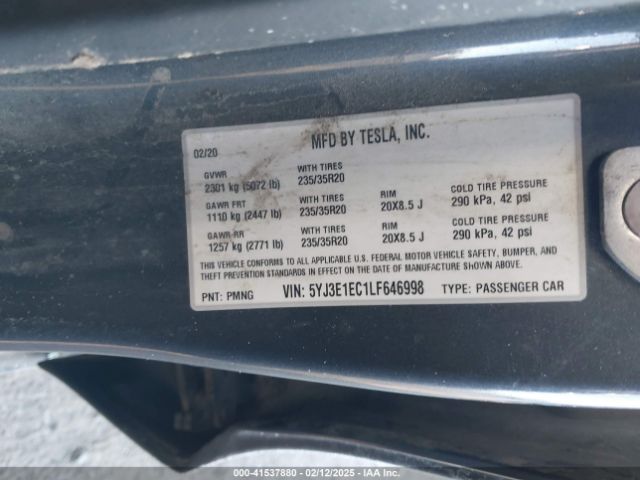 MFD BY TESLA, INC.
02/20
GVWR WITH TIRES
2301 kg (5072 lb) 235/35R20
GAWR FRT WITH TIRES RIM COLD TIRE PRESSURE
1110 kg (2447 lb) 235/35R20 20X8.5 J 290 kPa, 42 psi
GAWR-RR WITH TIRES RIM COLD TIRE PRESSURE
1257 kg (2771 lb) 235/35R20 20X8.5 J 290 kPa, 42 psi
THIS VEHICLE CONFORMS TO ALL APPLICABLE U.S. FEDERAL MOTOR VEHICLE SAFETY, BUMPER, AND
THEFT PREVENTION STANDARDS IN EFFECT ON THE DATE OF MANUFACTURE ShOWN ABOVE.
PNT: PMNG VIN: 5YJ3E1EC1LF646998 TYPE: PASSENGER CAR
000-41537880 - 02/12/2025 - IAA Inc.